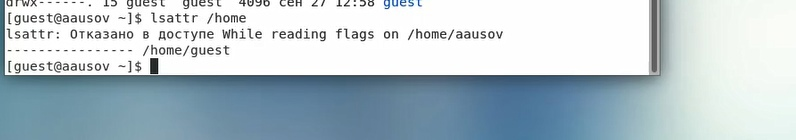 drwx------. 15 guest  guest  4096 сен 27 12:58 guest
[guest@aausov ~]$ lsattr /home
lsattr: Отказано в доступе While reading flags on /home/aausov
---------------- /home/guest
[guest@aausov ~]$